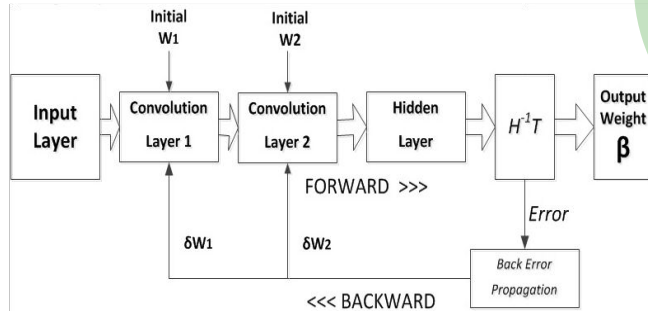 Initial
W1
Initial
W2
Input
Layer
Convolution
Layer 1
Convolution
Layer 2
Hidden
Layer
H⁻¹T
Output
Weight
β
FORWARD >>>
Error
δW1
δW2
Back Error
Propagation
<<< BACKWARD